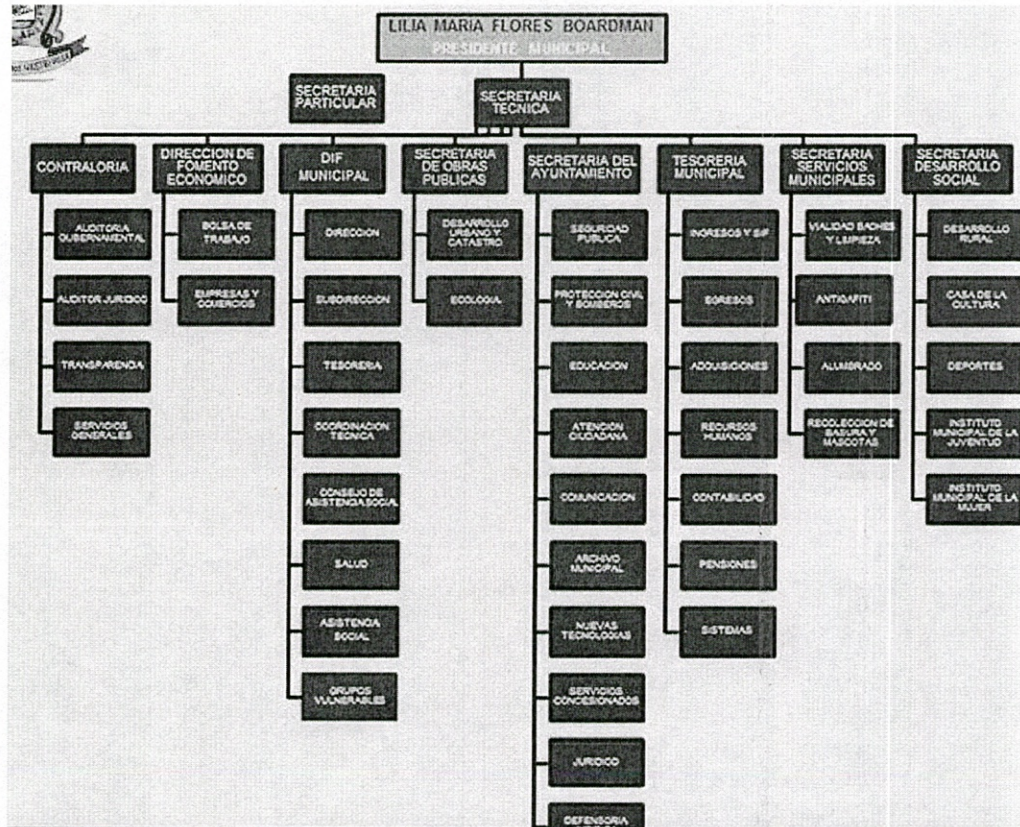 LILIA MARIA FLORES BOARDMAN
PRESIDENTE MUNICIPAL
SECRETARIA
PARTICULAR
SECRETARIA
TECNICA
CONTRALORIA
AUDITORIA
GUBERNAMENTAL
AUDITOR JURIDICO
TRANSPARENCIA
SERVICIOS
GENERALES
DIRECCION DE
FOMENTO
ECONOMICO
BOLSA DE
TRABAJO
EMPRESAS Y
COMERCIOS
DIF
MUNICIPAL
DIRECCION
SUBDIRECCION
TESORERIA
COORDINACION
TECNICA
CONSEJO DE
ASISTENCIA SOCIAL
SALUD
ASISTENCIA
SOCIAL
GRUPOS
VULNERABLES
SECRETARIA
DE OBRAS
PUBLICAS
DESARROLLO
URBANO Y
CATASTRO
ECOLOGIA
SECRETARIA DEL
AYUNTAMIENTO
SEGURIDAD
PUBLICA
PROTECCION CIVIL
Y BOMBEROS
EDUCACION
ATENCION
CIUDADANA
COMUNICACION
ARCHIVO
MUNICIPAL
NUEVAS
TECNOLOGIAS
SERVICIOS
CONCESIONADOS
JURIDICO
DEFENSORIA
TESORERIA
MUNICIPAL
INGRESOS Y
EGRESOS
ADQUISICIONES
RECURSOS
HUMANOS
CONTABILIDAD
PENSIONES
SISTEMAS
SECRETARIA
SERVICIOS
MUNICIPALES
VIALIDAD BACHES
Y LIMPIEZA
ANTIGAFITI
ALUMBRADO
RECOLECCION DE
BASURA Y
MASCOTAS
SECRETARIA
DESARROLLO
SOCIAL
DESARROLLO
RURAL
CASA DE LA
CULTURA
DEPORTES
INSTITUTO
MUNICIPAL DE LA
JUVENTUD
INSTITUTO
MUNICIPAL DE LA
MUJER